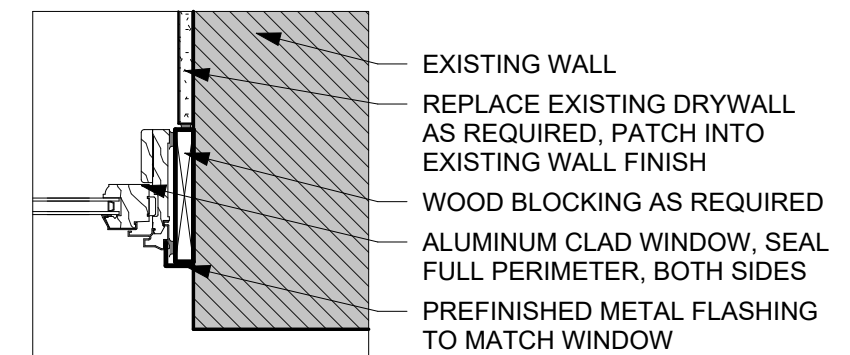 EXISTING WALL
REPLACE EXISTING DRYWALL
AS REQUIRED, PATCH INTO
EXISTING WALL FINISH
WOOD BLOCKING AS REQUIRED
ALUMINUM CLAD WINDOW, SEAL
FULL PERIMETER, BOTH SIDES
PREFINISHED METAL FLASHING
TO MATCH WINDOW